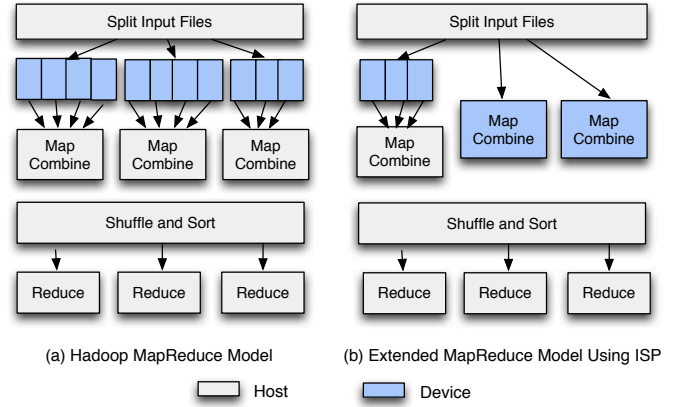 Split Input Files
Map
Combine
Map
Combine
Map
Combine
Shuffle and Sort
Reduce
Reduce
Reduce
(a) Hadoop MapReduce Model
Split Input Files
Map
Combine
Map
Combine
Map
Combine
Shuffle and Sort
Reduce
Reduce
Reduce
(b) Extended MapReduce Model Using ISP
Host
Device